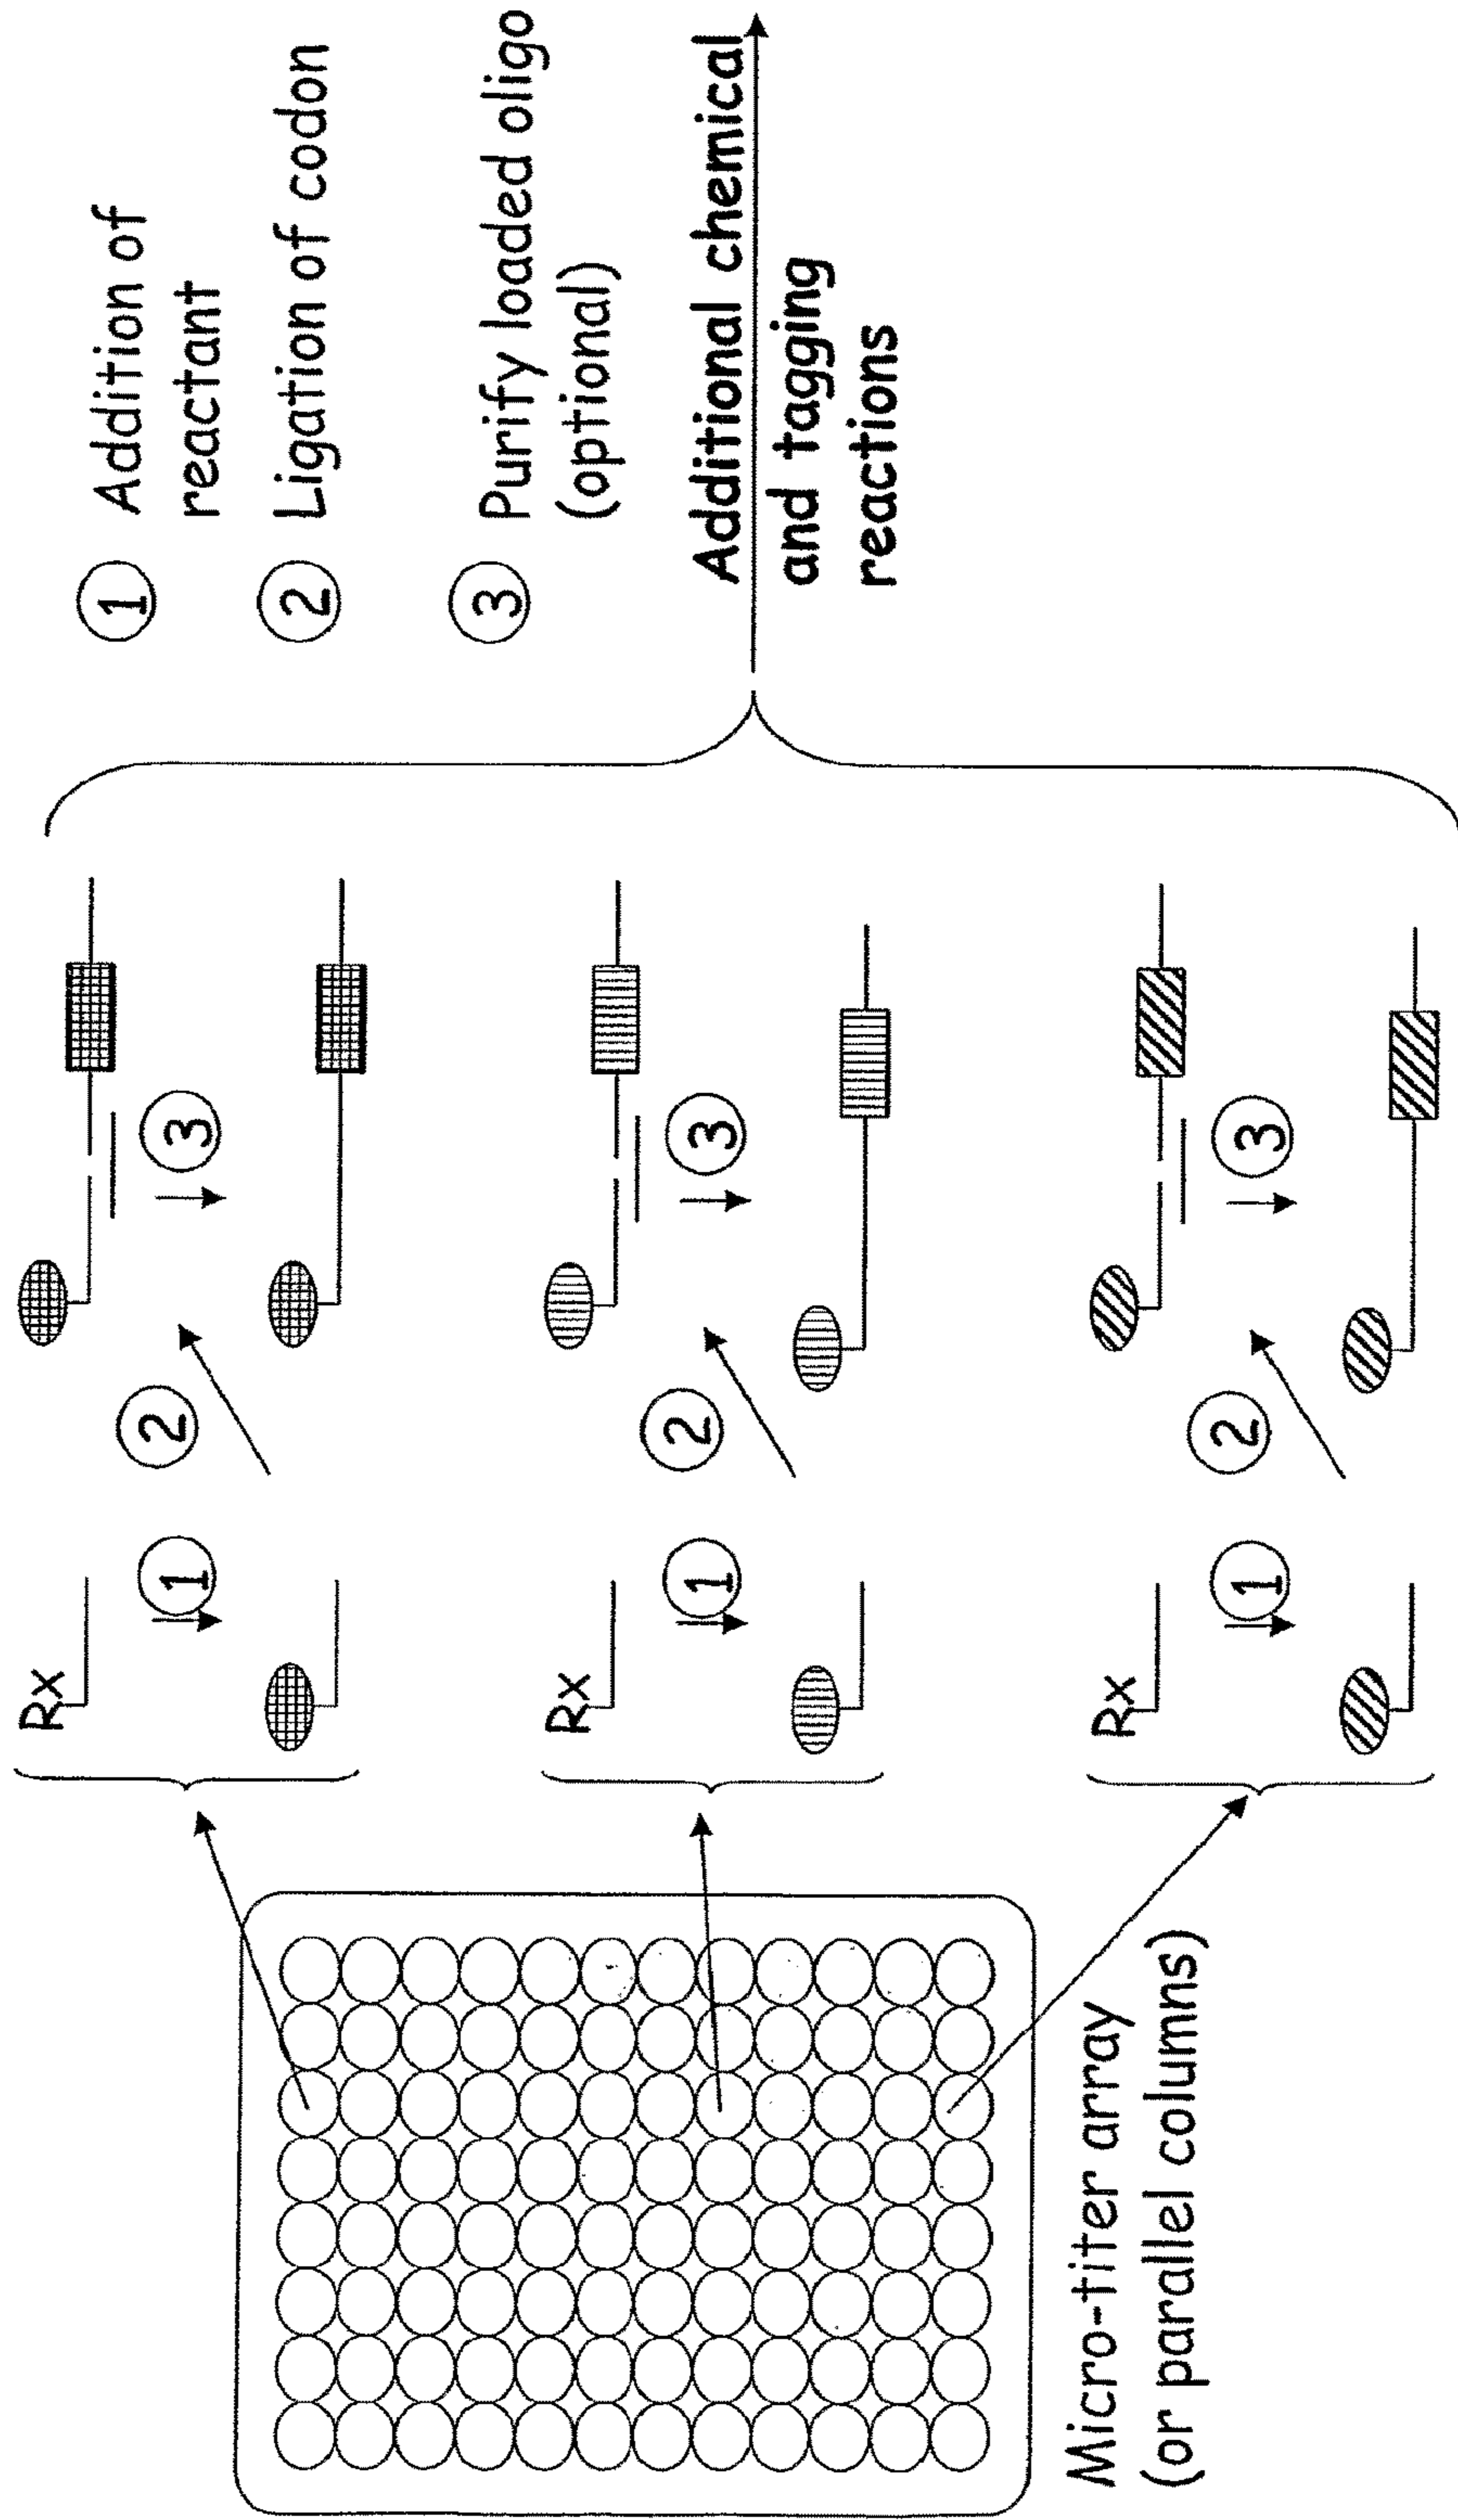 1 Addition of
reactant
2 Ligation of codon
3 Purify loaded oligo
(optional)
Additional chemical
and tagging
reactions
Rx
1
2
3
Rx
1
2
3
Rx
1
2
3
Micro-titer array
(or parallel columns)